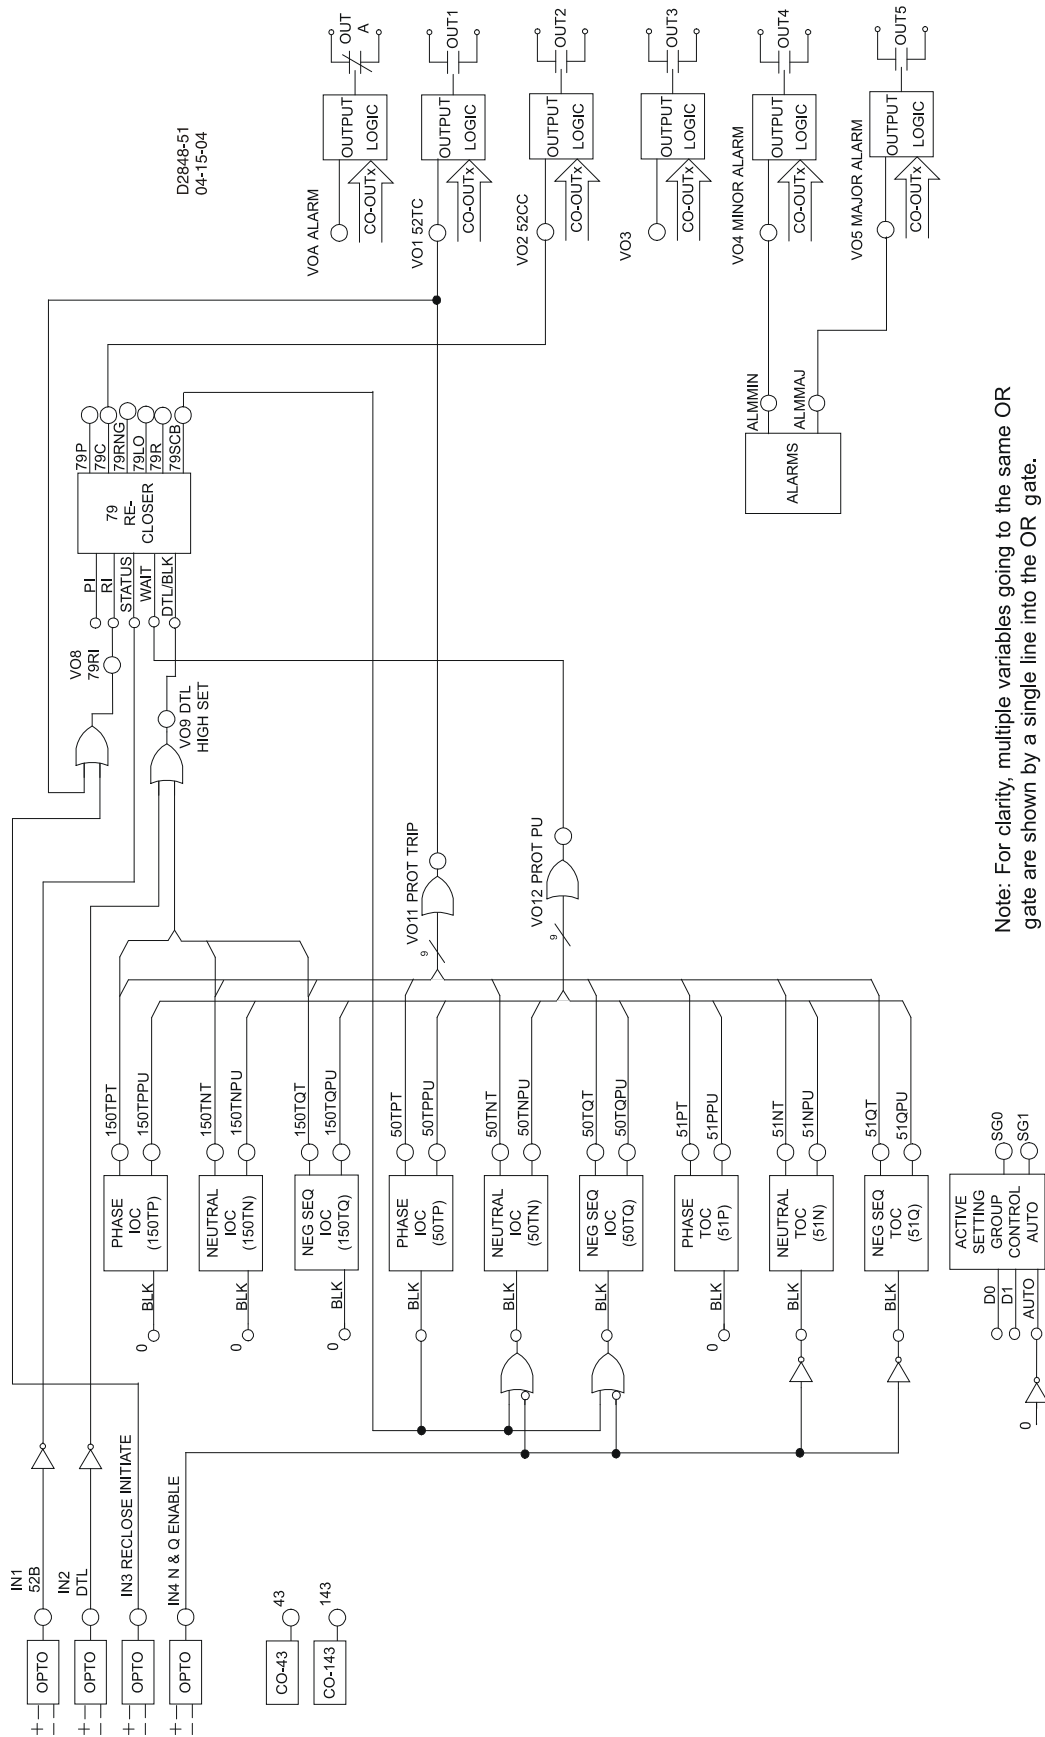 IN1
52B
IN2
DTL
IN3 RECLOSE INITIATE
IN4 N & Q ENABLE
+
OPTO
+
OPTO
+
OPTO
+
OPTO
CO-43
43
CO-143
143
PHASE
IOC
(150TP)
BLK
0
150TPT
150TPPU
NEUTRAL
IOC
(150TN)
BLK
0
150TNT
150TNPU
NEG SEQ
IOC
(150TQ)
BLK
0
150TQT
150TQPU
PHASE
IOC
(50TP)
BLK
50TPT
50TPPU
NEUTRAL
IOC
(50TN)
BLK
50TNT
50TNPU
NEG SEQ
IOC
(50TQ)
BLK
50TQT
50TQPU
PHASE
TOC
(51P)
BLK
0
51PT
51PPU
NEUTRAL
TOC
(51N)
BLK
51NT
51NPU
NEG SEQ
TOC
(51Q)
BLK
51QT
51QPU
ACTIVE
SETTING
GROUP
CONTROL
AUTO
D0
D1
AUTO
0
SG0
SG1
VO11 PROT TRIP
9
VO12 PROT PU
9
VO8
79RI
VO9 DTL
HIGH SET
PI
RI
STATUS
WAIT
DTL/BLK
79
RE-
CLOSER
79P
79C
79RNG
79LO
79R
79SCB
ALARMS
ALMMIN
ALMMAJ
D2848-51
04-15-04
VOA ALARM
CO-OUTx
OUTPUT
LOGIC
OUT
A
VO1 52TC
CO-OUTx
OUTPUT
LOGIC
OUT1
VO2 52CC
CO-OUTx
OUTPUT
LOGIC
OUT2
VO3
CO-OUTx
OUTPUT
LOGIC
OUT3
VO4 MINOR ALARM
CO-OUTx
OUTPUT
LOGIC
OUT4
VO5 MAJOR ALARM
CO-OUTx
OUTPUT
LOGIC
OUT5
Note: For clarity, multiple variables going to the same OR
gate are shown by a single line into the OR gate.